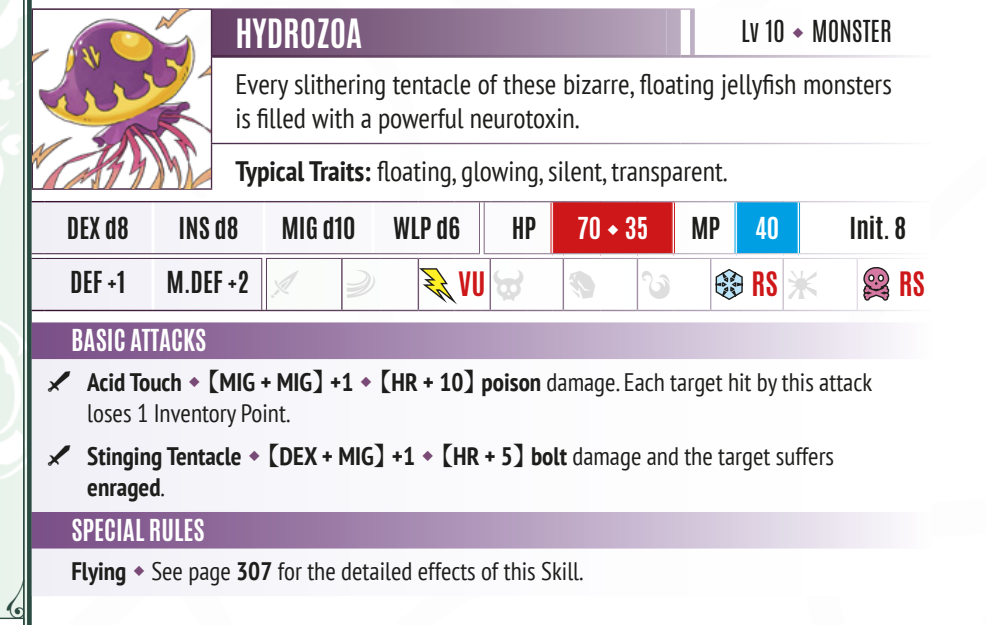 HYDROZOA
Lv 10 ◆ MONSTER
Every slithering tentacle of these bizarre, floating jellyfish monsters
is filled with a powerful neurotoxin.
Typical Traits: floating, glowing, silent, transparent.
DEX d8 INS d8 MIG d10 WLP d6 HP 70 ◆ 35 MP 40 Init. 8
DEF +1 M.DEF +2 VU RS RS
BASIC ATTACKS
Acid Touch ◆ 【MIG + MIG】 +1 ◆ 【HR + 10】 poison damage. Each target hit by this attack
loses 1 Inventory Point.
Stinging Tentacle ◆ 【DEX + MIG】 +1 ◆ 【HR + 5】 bolt damage and the target suffers
enraged.
SPECIAL RULES
Flying ◆ See page 307 for the detailed effects of this Skill.